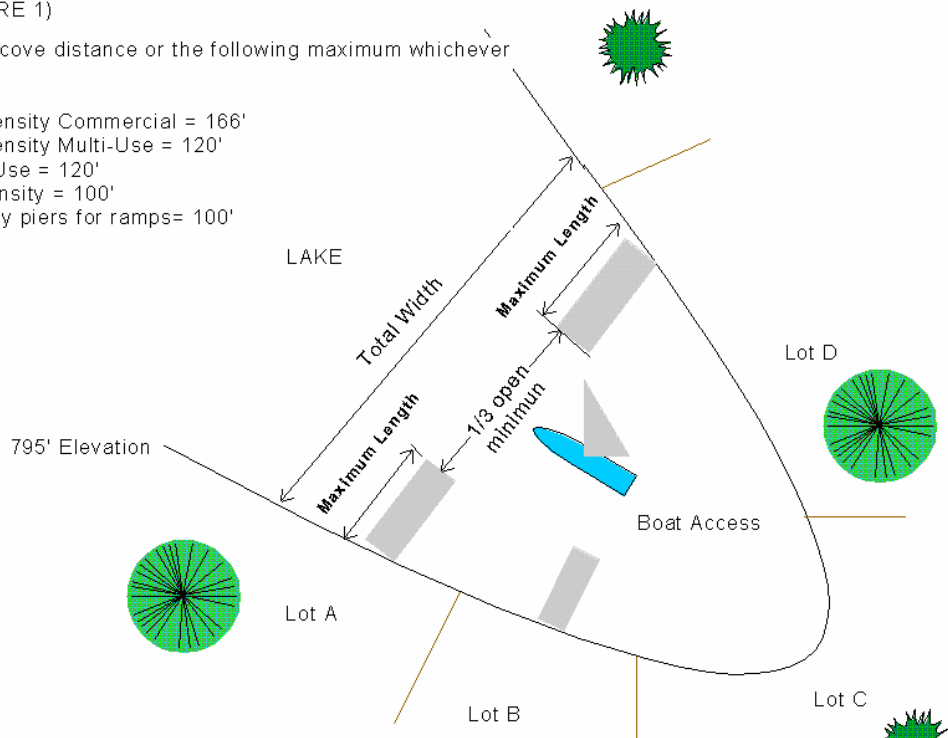 RE 1)
cove distance or the following maximum whichever
ensity Commercial = 166'
ensity Multi-Use = 120'
Use = 120'
nsity = 100'
y piers for ramps= 100'
LAKE
Total Width
Maximum Length
1/3 open
minimun
Maximum Length
795' Elevation
Lot D
Boat Access
Lot A
Lot B
Lot C